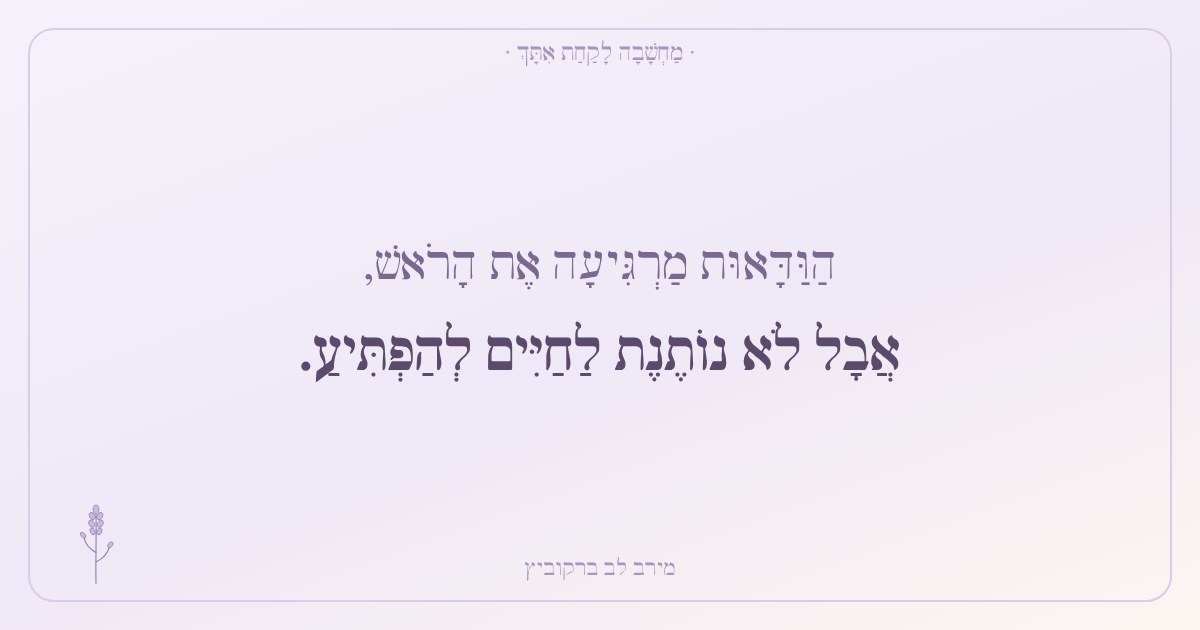 · מַחְשָׁבָה לָקַחַת אִתָּךְ ·
הַוַּדָּאוּת מַרְגִּיעָה אֶת הָרֹאשׁ,
אֲבָל לֹא נוֹתֶנֶת לַחַיִּים לְהַפְתִּיעַ.
מירב לב ברקוביץ